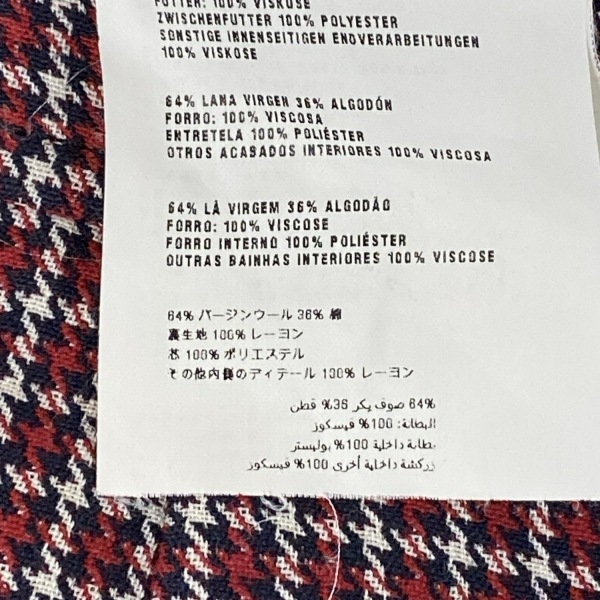 FUTTER: 100% VISKOSE
ZWISCHENFUTTER 100% POLYESTER
SONSTIGE INNENSEITIGEN ENDVERARBEITUNGEN
100% VISKOSE
64% LANA VIRGEN 36% ALGODÓN
FORRO: 100% VISCOSA
ENTRETELA 100% POLIÉSTER
OTROS ACABADOS INTERIORES 100% VISCOSA
64% LÃ VIRGEM 36% ALGODÃO
FORRO: 100% VISCOSE
FORRO INTERNO 100% POLIÉSTER
OUTRAS BAINHAS INTERIORES 100% VISCOSE
64% バージンウール 36% 綿
裏生地 100% レーヨン
芯 100% ポリエステル
その他内側のディテール 100% レーヨン
64% صوف بكر 36% قطن
البطانة: 100% فيسكوز
بطانة داخلية 100% بوليستر
زركشة داخلية أخرى 100% فيسكوز